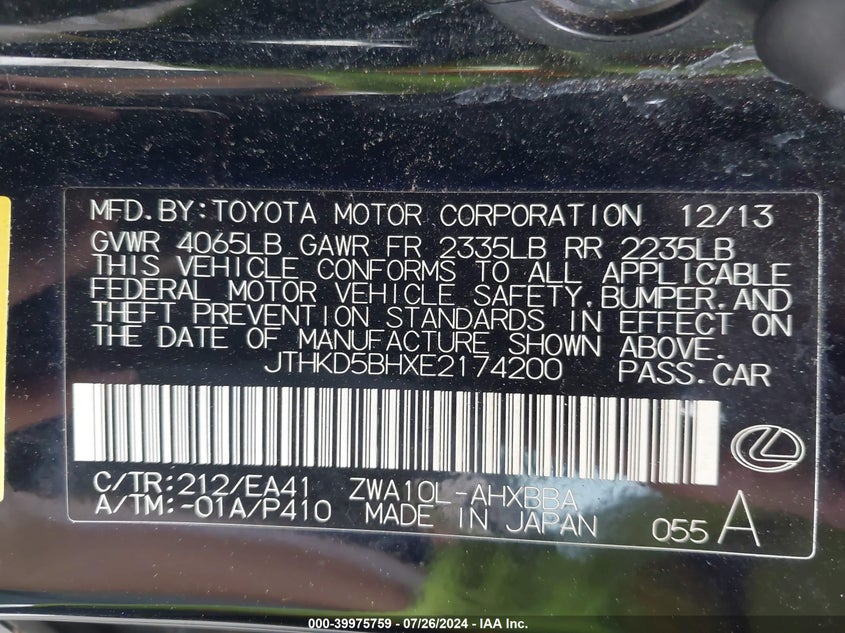 MFD.BY:TOYOTA MOTOR CORPORATION 12/13
GVWR 4065LB GAWR FR 2335LB RR 2235LB
THIS VEHICLE CONFORMS TO ALL APPLICABLE
FEDERAL MOTOR VEHICLE SAFETY,BUMPER,AND
THEFT PREVENTION STANDARDS IN EFFECT ON
THE DATE OF MANUFACTURE SHOWN ABOVE.
JTHKD5BHXE2174200 PASS.CAR
C/TR:212/EA41 ZWA10L-AHXBBA
A/TM:-01A/P410 MADE IN JAPAN 055 A
000-39975759 - 07/26/2024 - IAA Inc.